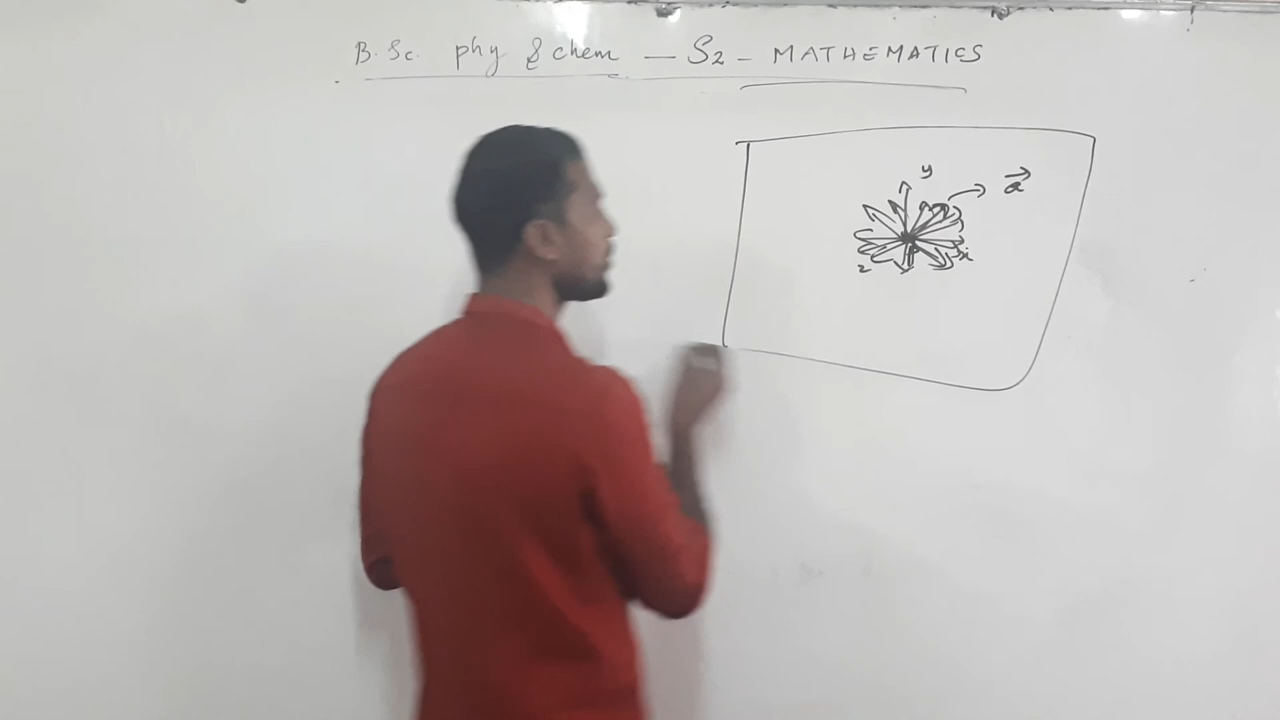 B.Sc. phy & chem — S2 - MATHEMATICS
y
a
x
z